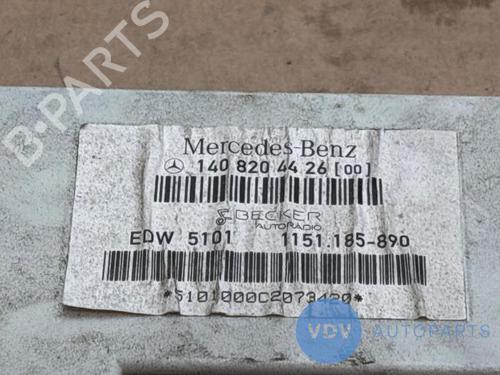 B-PARTS
Mercedes-Benz
140 820 44 26 [00]
BECKER
AUTORADIO
EDW 5101 1151.185-890
*5101000C2073420*
VDV AUTOPARTS